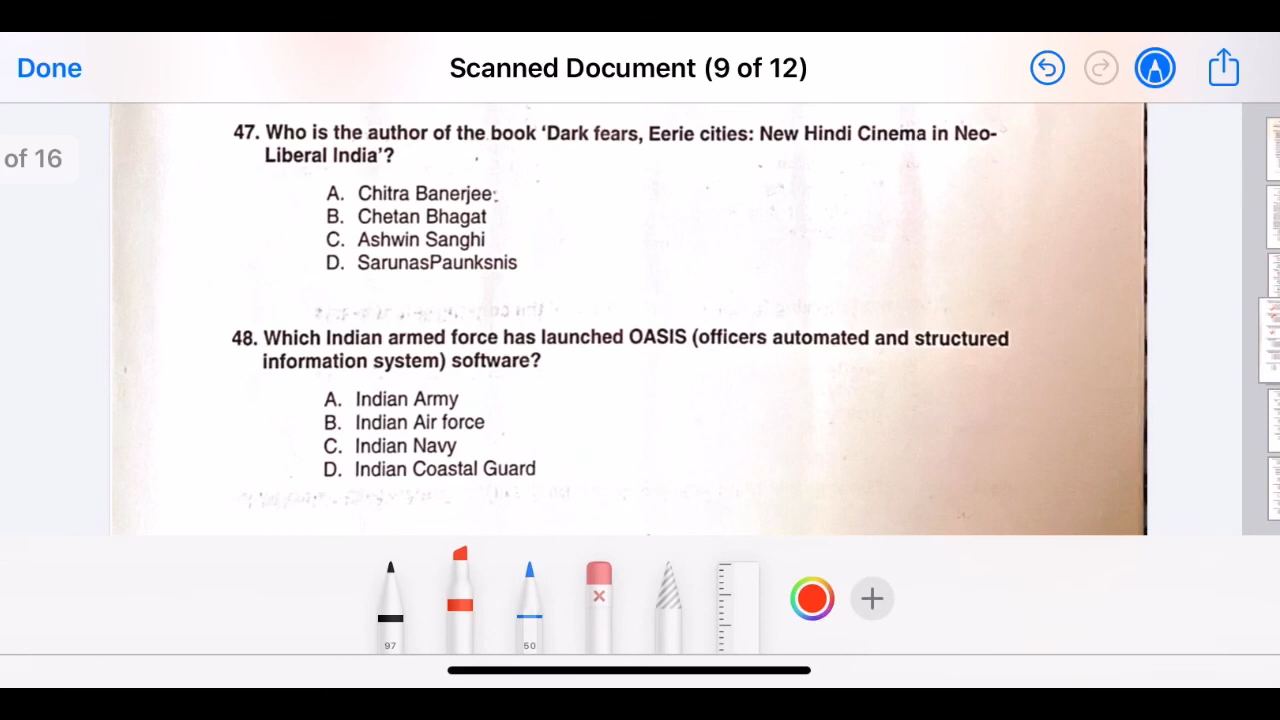 Done
Scanned Document (9 of 12)
of 16
47. Who is the author of the book ‘Dark fears, Eerie cities: New Hindi Cinema in Neo-
Liberal India’?
A. Chitra Banerjee
B. Chetan Bhagat
C. Ashwin Sanghi
D. SarunasPaunksnis
48. Which Indian armed force has launched OASIS (officers automated and structured
information system) software?
A. Indian Army
B. Indian Air force
C. Indian Navy
D. Indian Coastal Guard
97
50